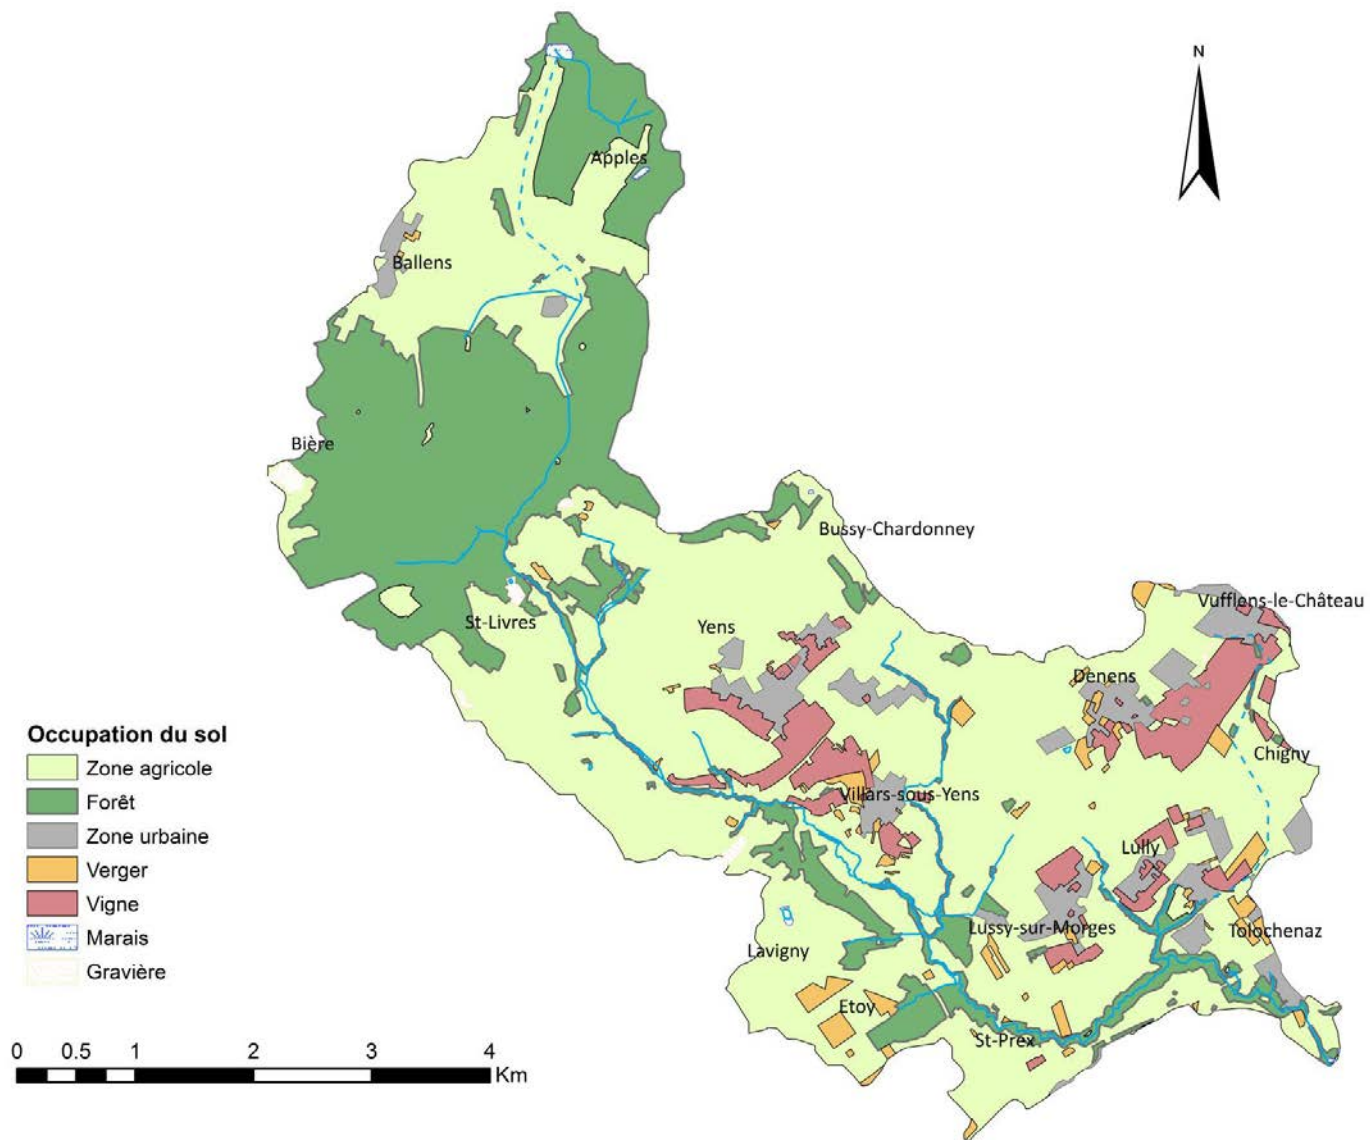 N
Apples
Ballens
Bière
Bussy-Chardonney
Vufflens-le-Château
St-Livres
Yens
Denens
Chigny
Villars-sous-Yens
Lully
Lussy-sur-Morges
Tolochenaz
Lavigny
Etoy
St-Prex
Occupation du sol
Zone agricole
Forêt
Zone urbaine
Verger
Vigne
Marais
Gravière
0 0.5 1 2 3 4
Km